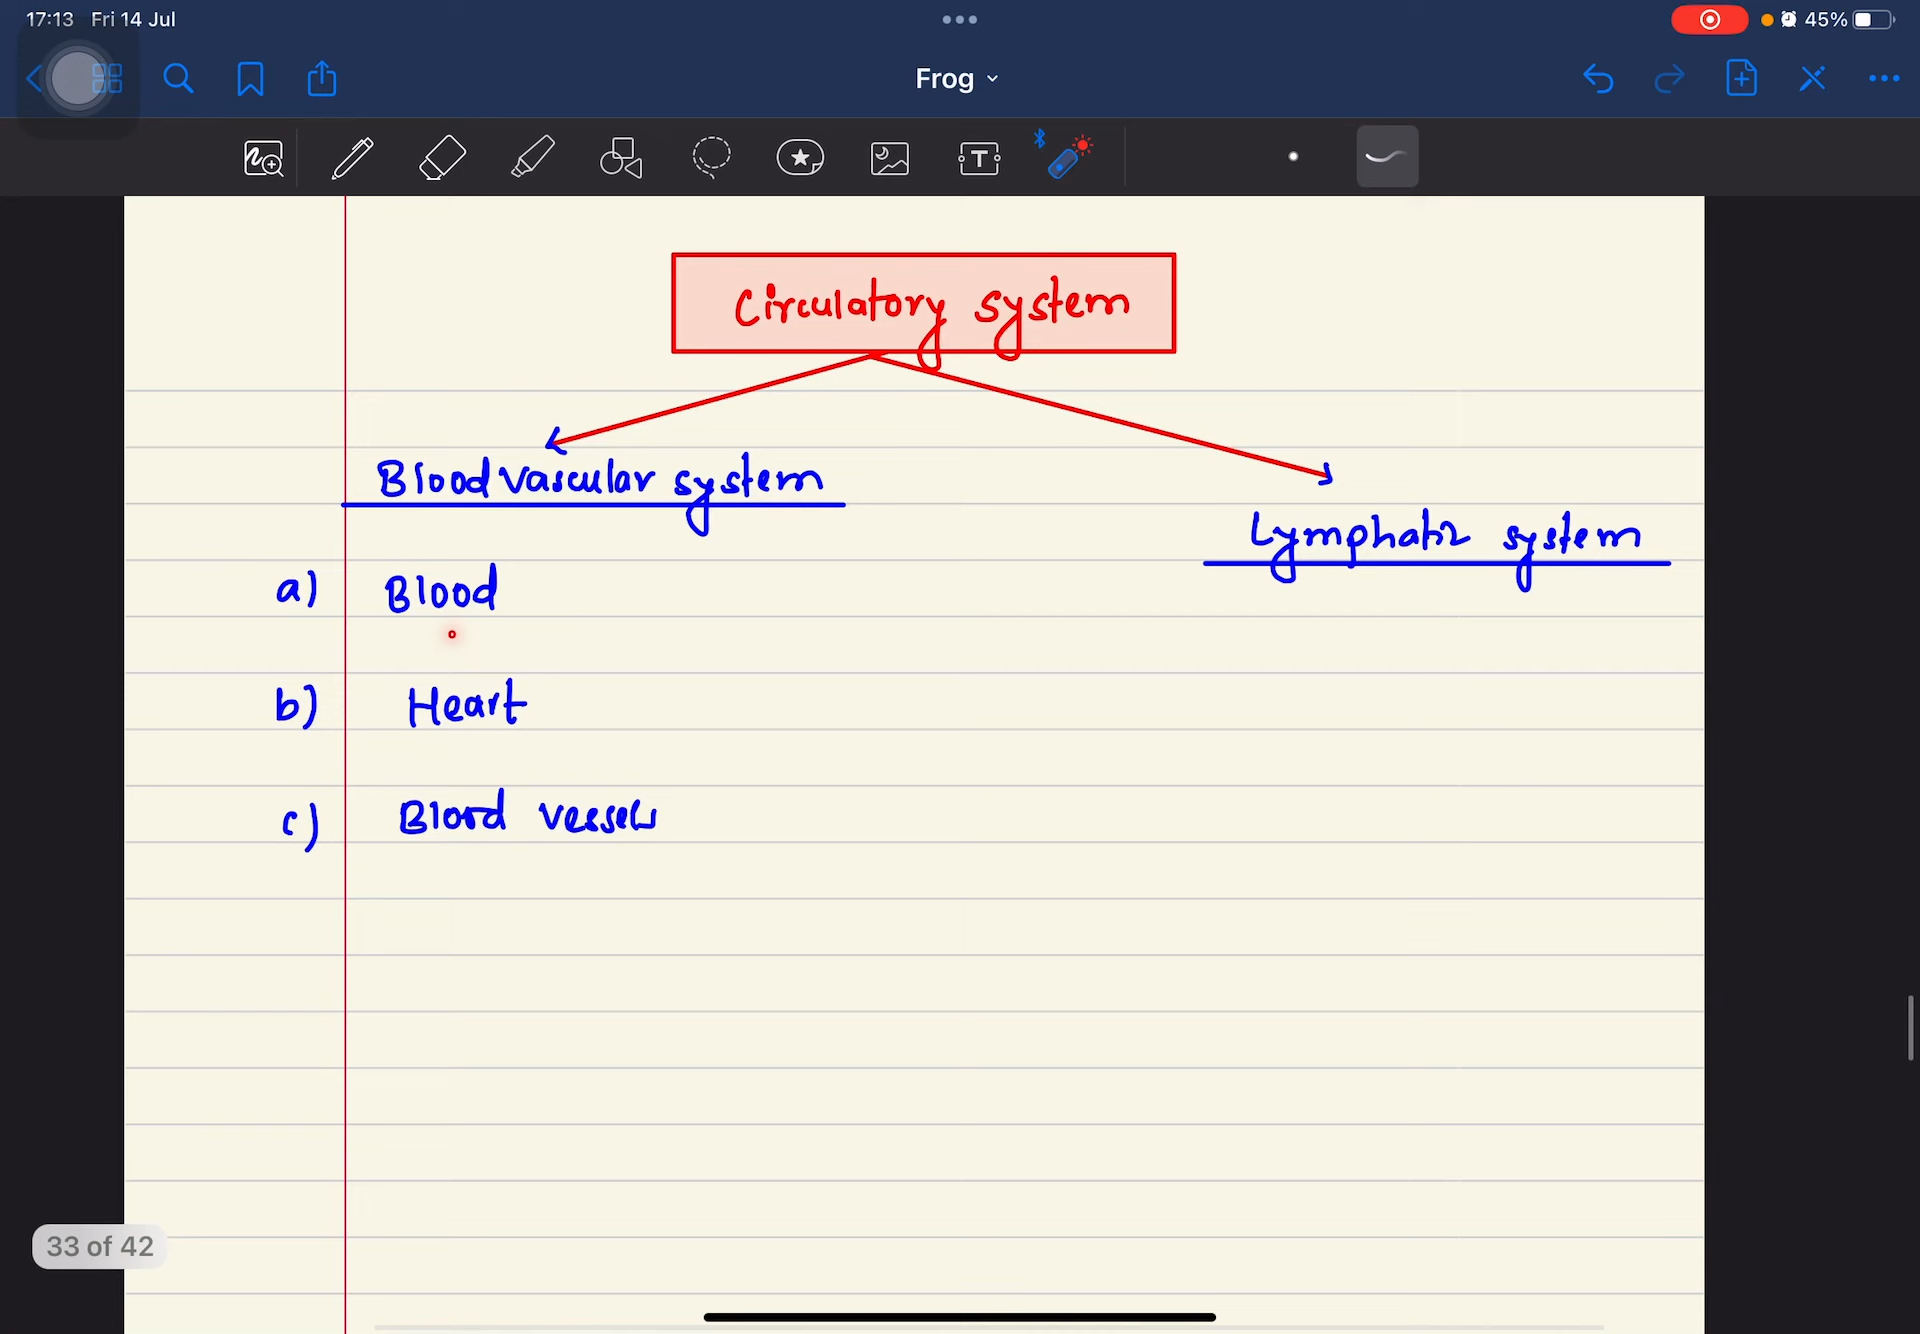 17:13 Fri 14 Jul
45%
Frog
T
Circulatory system
Blood vascular system
Lymphatic system
a) Blood
b) Heart
c) Blood vessels
33 of 42